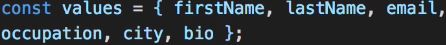 const values = { firstName, lastName, email,
occupation, city, bio };